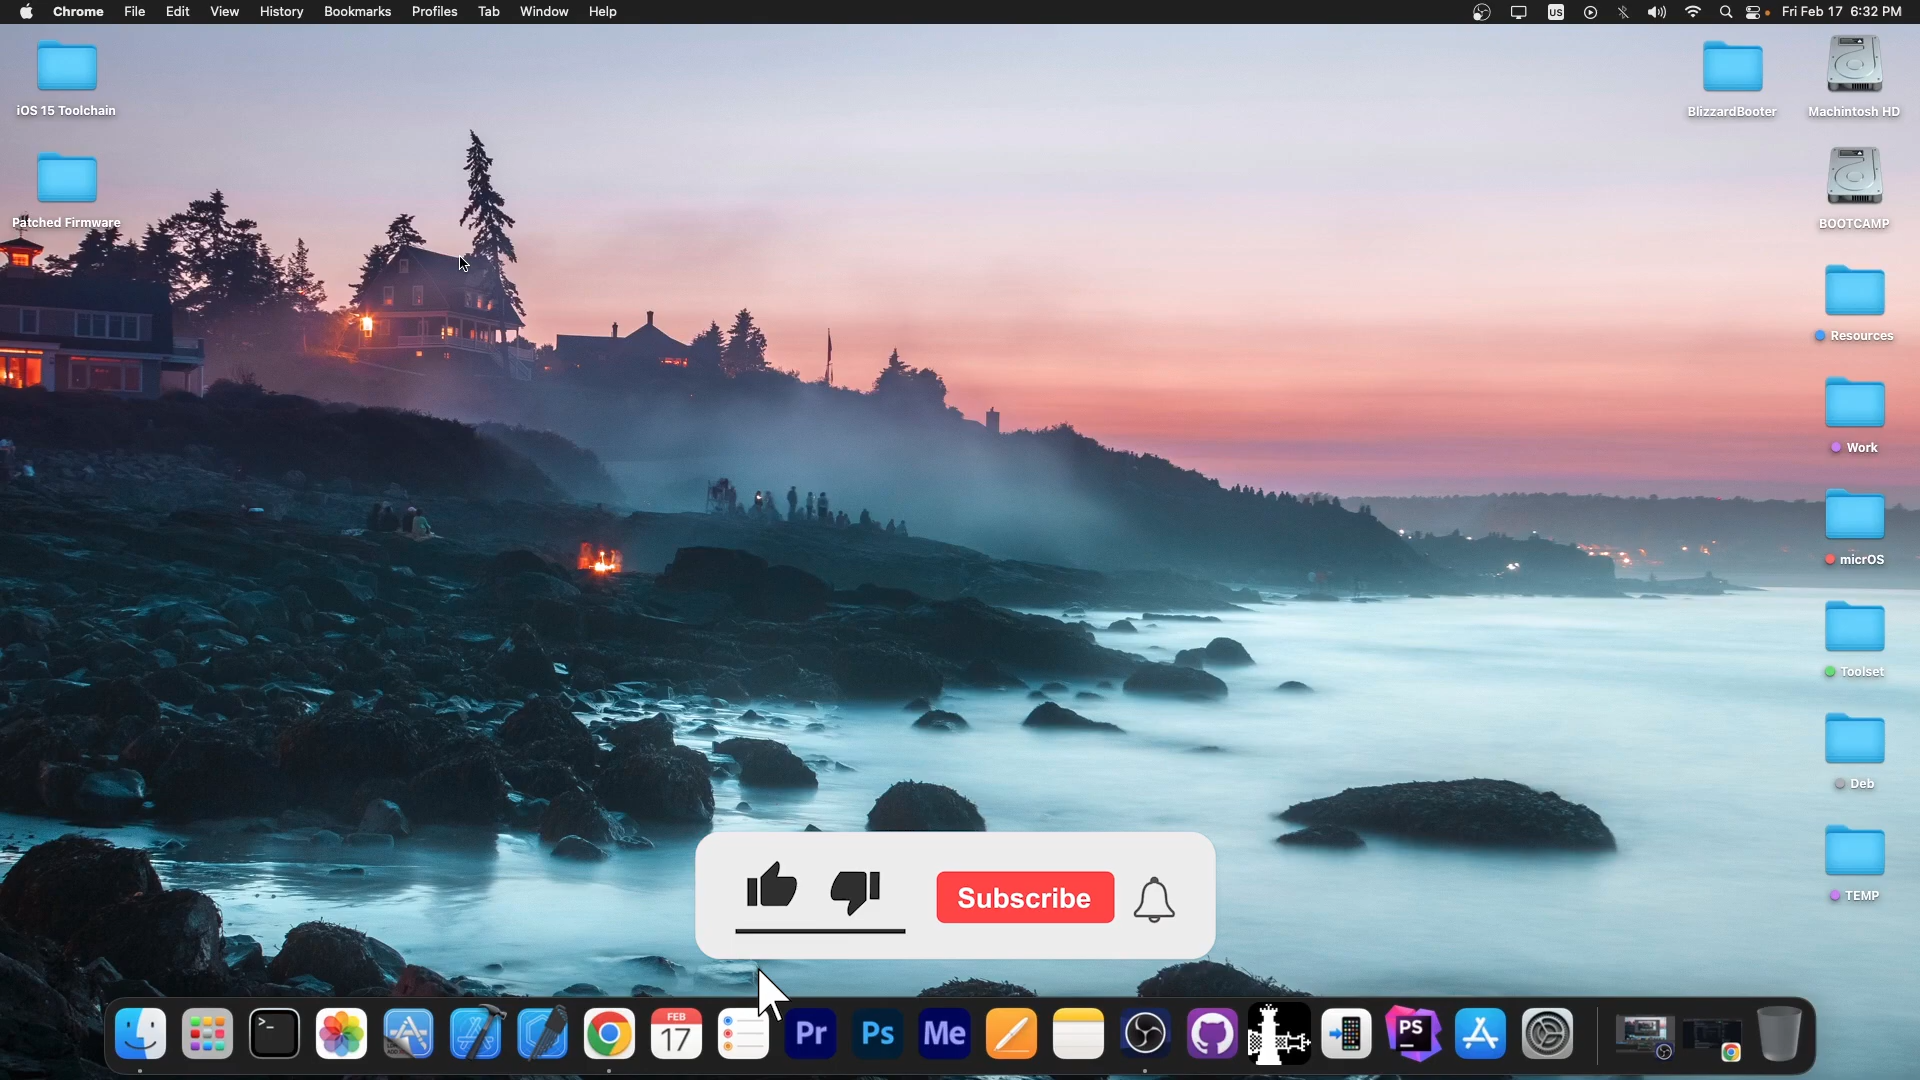 Chrome File Edit View History Bookmarks Profiles Tab Window Help US Fri Feb 17 6:32 PM
iOS 15 Toolchain
BlizzardBooter
Machintosh HD
Patched Firmware
BOOTCAMP
Resources
Work
micrOS
Toolset
Deb
TEMP
Subscribe
>_
FEB
17
Pr
Ps
Me
PS